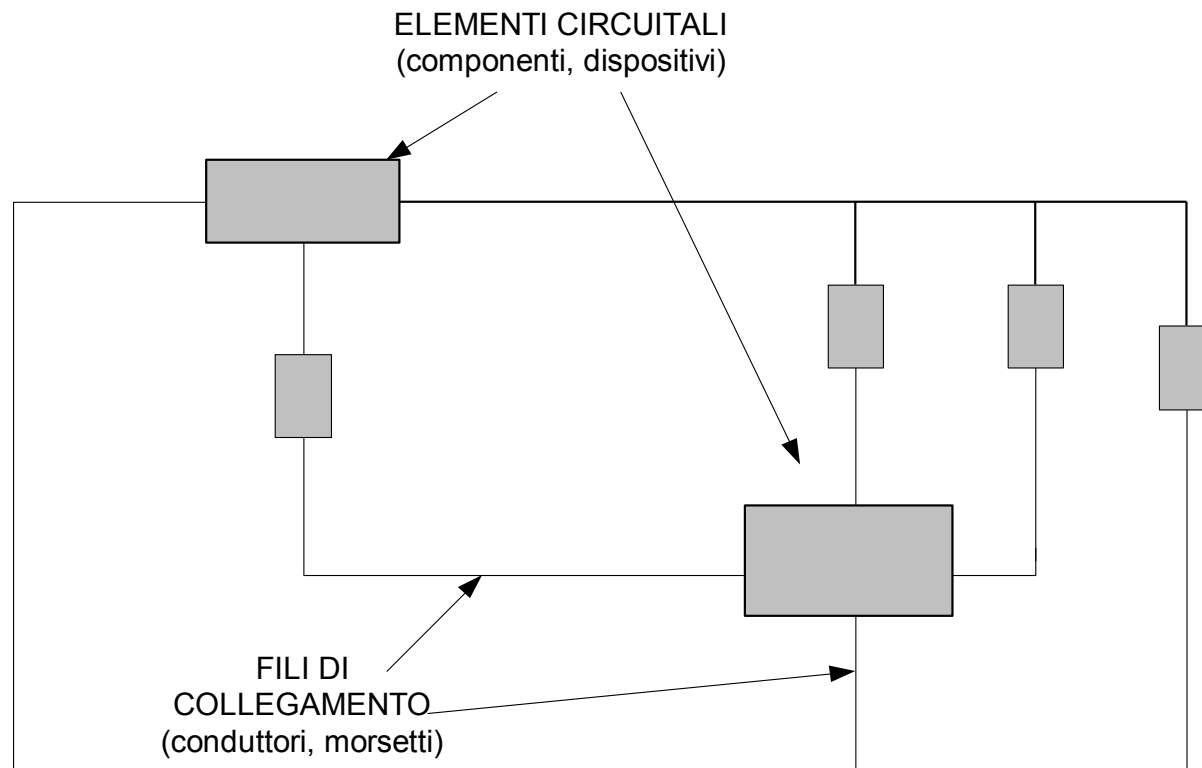 ELEMENTI CIRCUITALI
(componenti, dispositivi)
FILI DI
COLLEGAMENTO
(conduttori, morsetti)